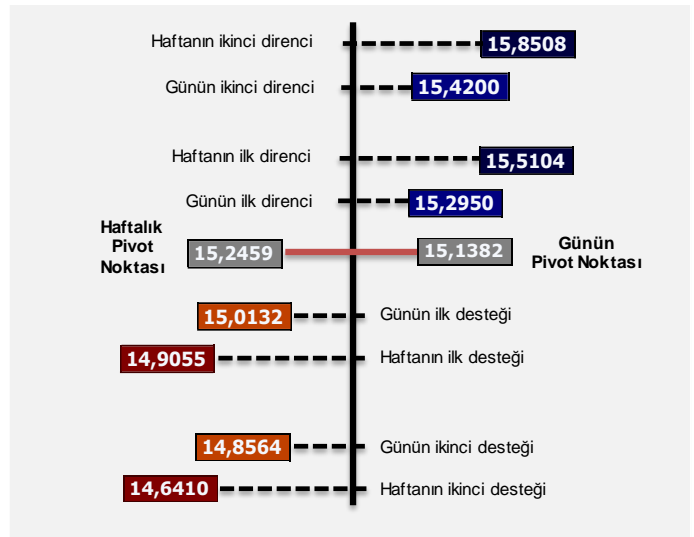 Haftanın ikinci direnci
15,8508
Günün ikinci direnci
15,4200
Haftanın ilk direnci
15,5104
Günün ilk direnci
15,2950
Haftalık
Pivot
Noktası
15,2459
15,1382
Günün
Pivot Noktası
15,0132
Günün ilk desteği
14,9055
Haftanın ilk desteği
14,8564
Günün ikinci desteği
14,6410
Haftanın ikinci desteği